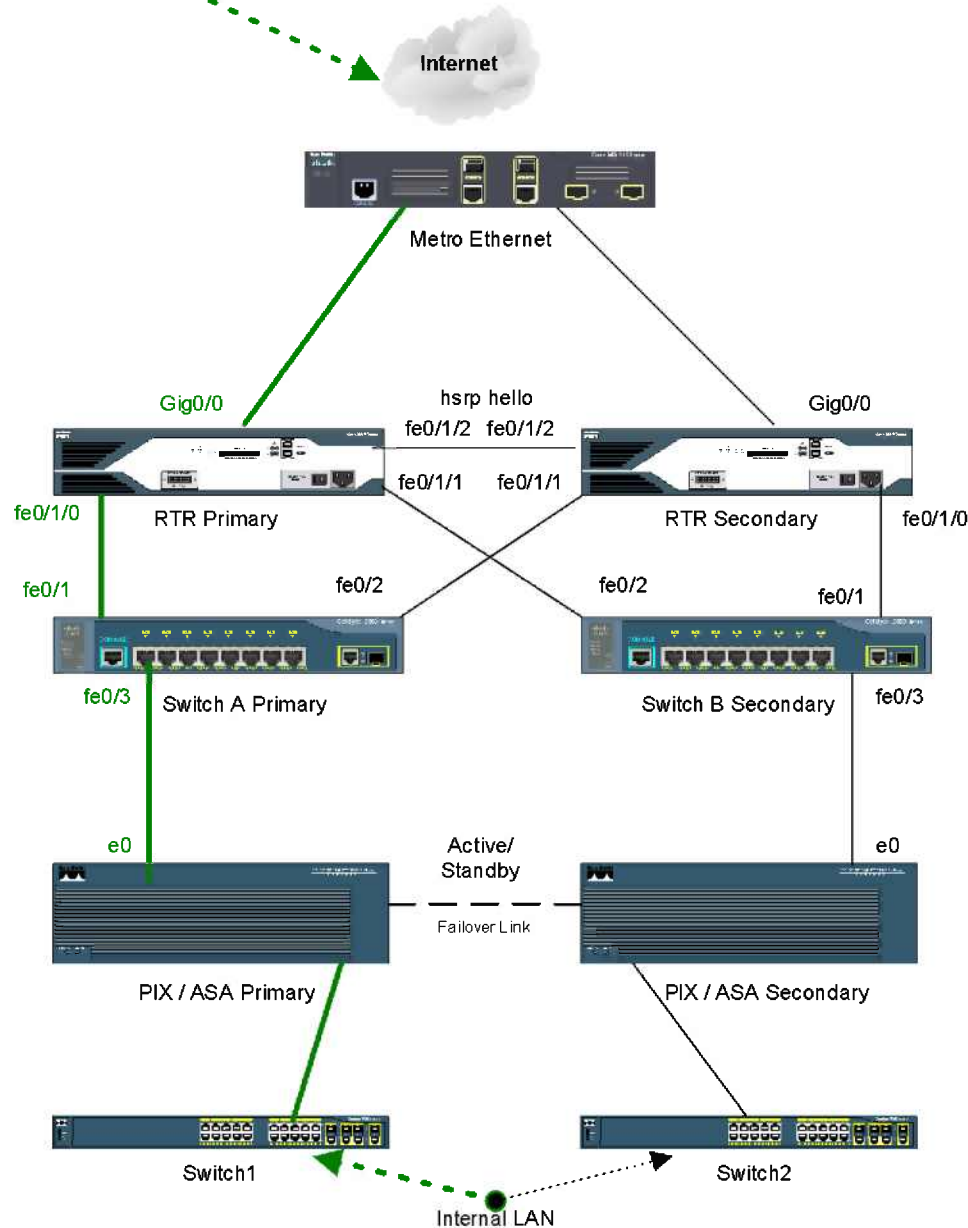 Internet
Metro Ethernet
Gig0/0
hsrp hello
Gig0/0
fe0/1/2 fe0/1/2
fe0/1/1 fe0/1/1
fe0/1/0
RTR Primary
RTR Secondary
fe0/1/0
fe0/1
fe0/2
fe0/2
fe0/1
fe0/3
Switch A Primary
Switch B Secondary
fe0/3
e0
Active/
Standby
e0
Failover Link
PIX / ASA Primary
PIX / ASA Secondary
Switch1
Switch2
Internal LAN